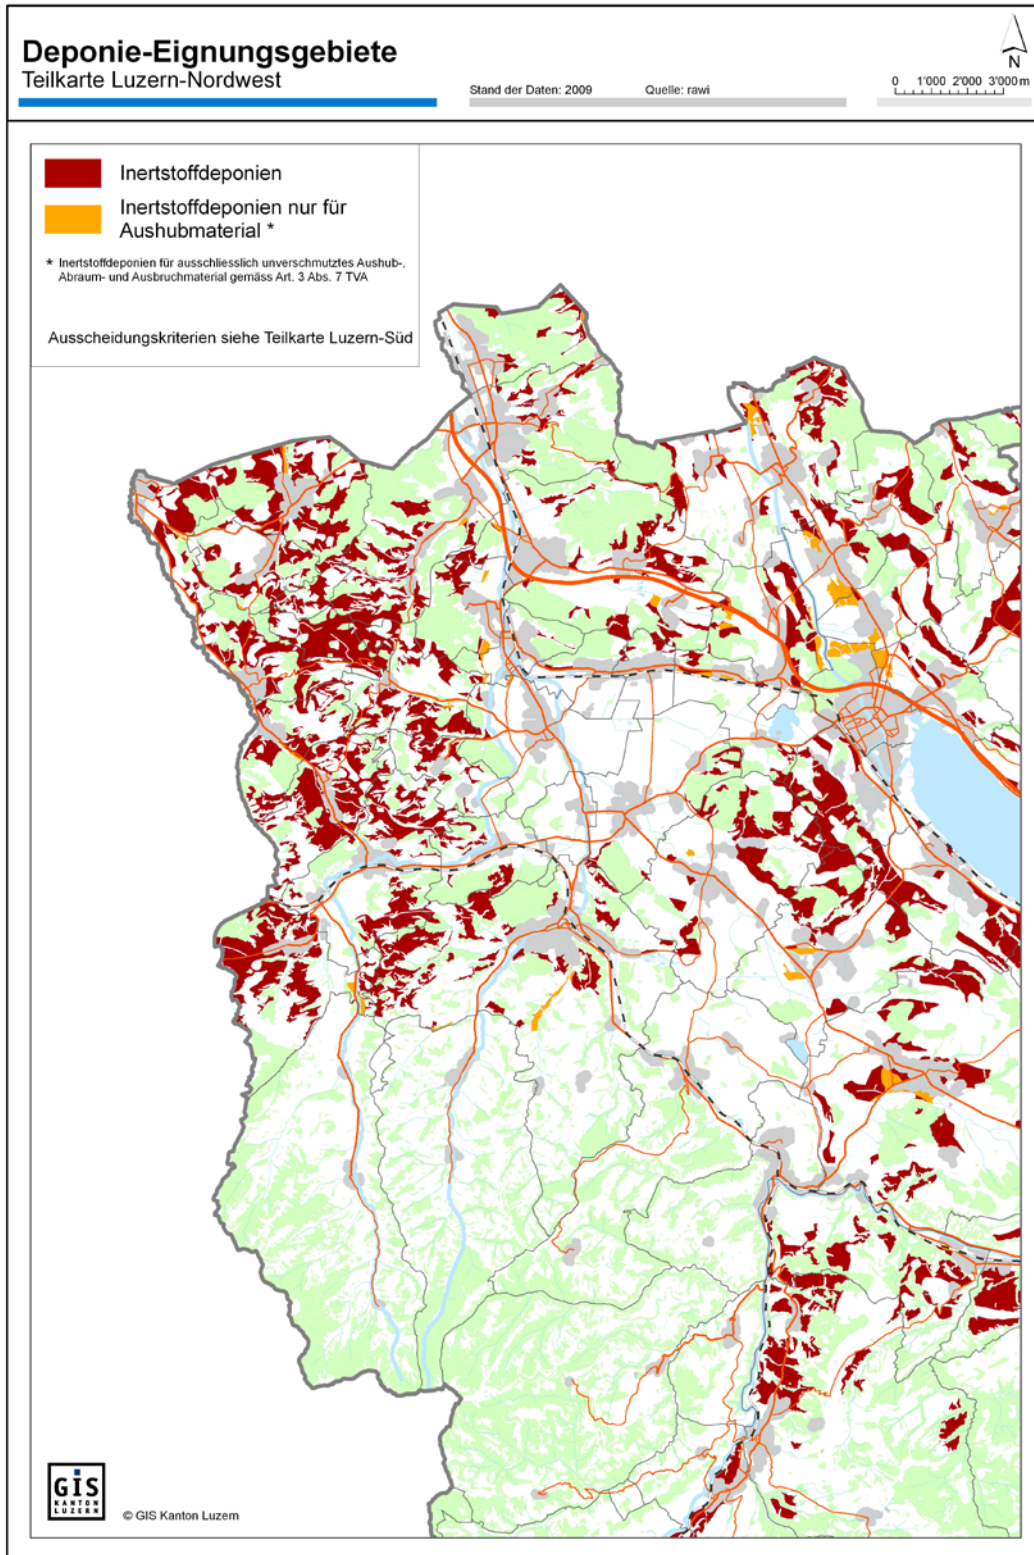 Deponie-Eignungsgebiete
Teilkarte Luzern-Nordwest
Stand der Daten: 2009 Quelle: rawi
N
0 1'000 2'000 3'000 m
Inertstoffdeponien
Inertstoffdeponien nur für
Aushubmaterial *
* Inertstoffdeponien für ausschliesslich unverschmutztes Aushub-,
Abraum- und Ausbruchmaterial gemäss Art. 3 Abs. 7 TVA
Ausscheidungskriterien siehe Teilkarte Luzern-Süd
GIS
KANTON
LUZERN
© GIS Kanton Luzern